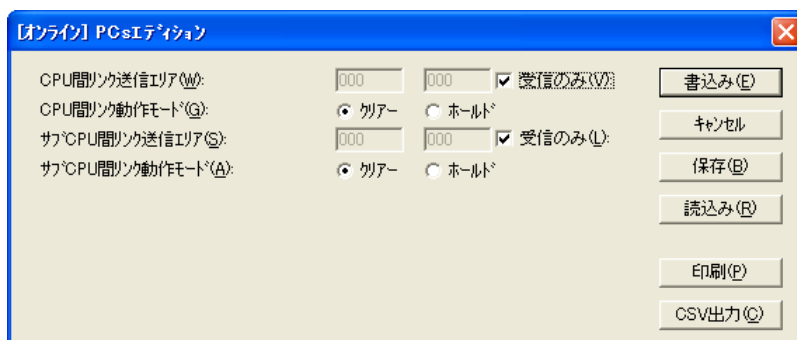 [オンライン] PCsエディション
CPU間リンク送信エリア(W): 000 000 受信のみ(V):
CPU間リンク動作モード(G): クリアー ホールド
サブCPU間リンク送信エリア(S): 000 000 受信のみ(L):
サブCPU間リンク動作モード(A): クリアー ホールド
書込み(E)
キャンセル
保存(B)
読込み(R)
印刷(P)
CSV出力(C)